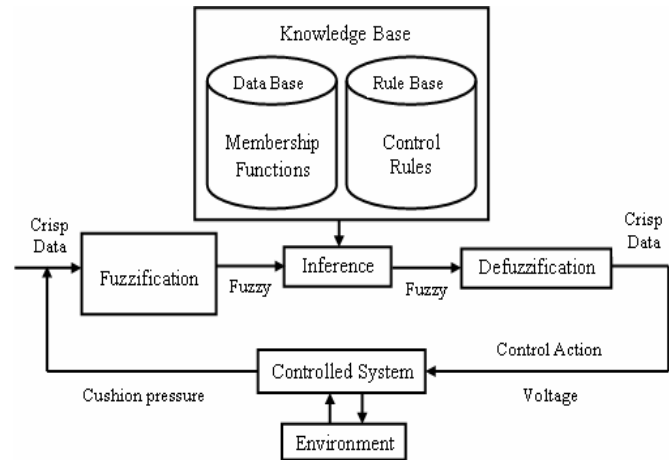 Knowledge Base
Data Base
Rule Base
Membership
Functions
Control
Rules
Crisp
Data
Fuzzification
Fuzzy
Inference
Fuzzy
Defuzzification
Crisp
Data
Control Action
Voltage
Controlled System
Cushion pressure
Environment